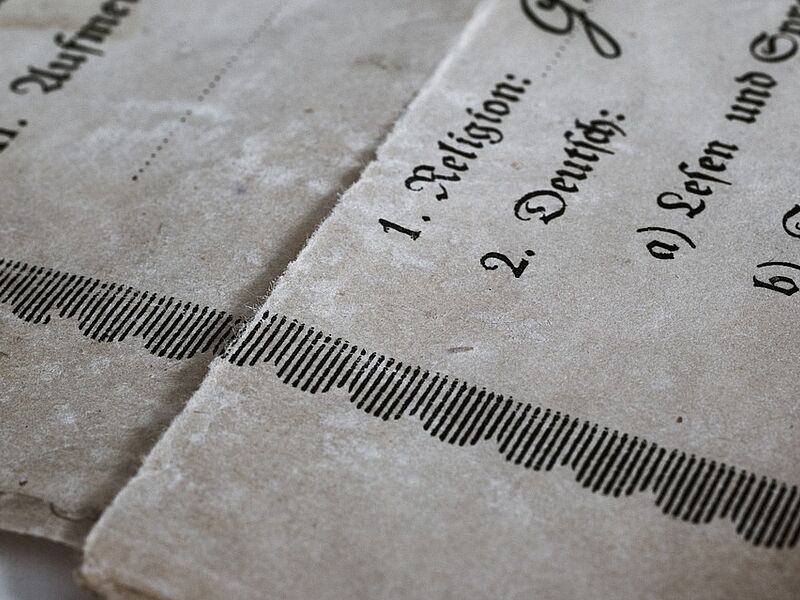 1. Religion:
2. Deutsch:
a) Lesen und
b)